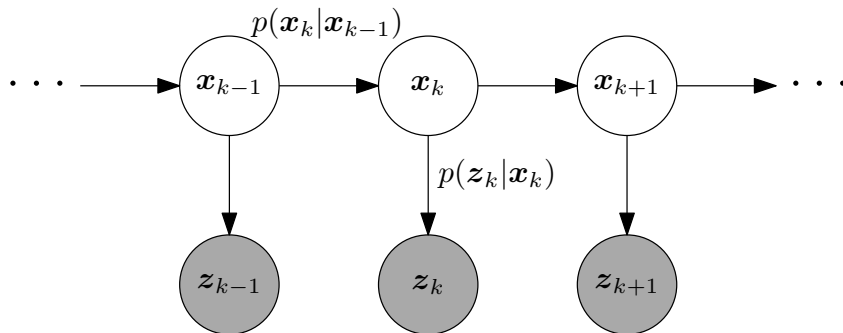 p(x_k|x_{k-1})
· · · x_{k-1} x_k x_{k+1} · · ·
p(z_k|x_k)
z_{k-1} z_k z_{k+1}